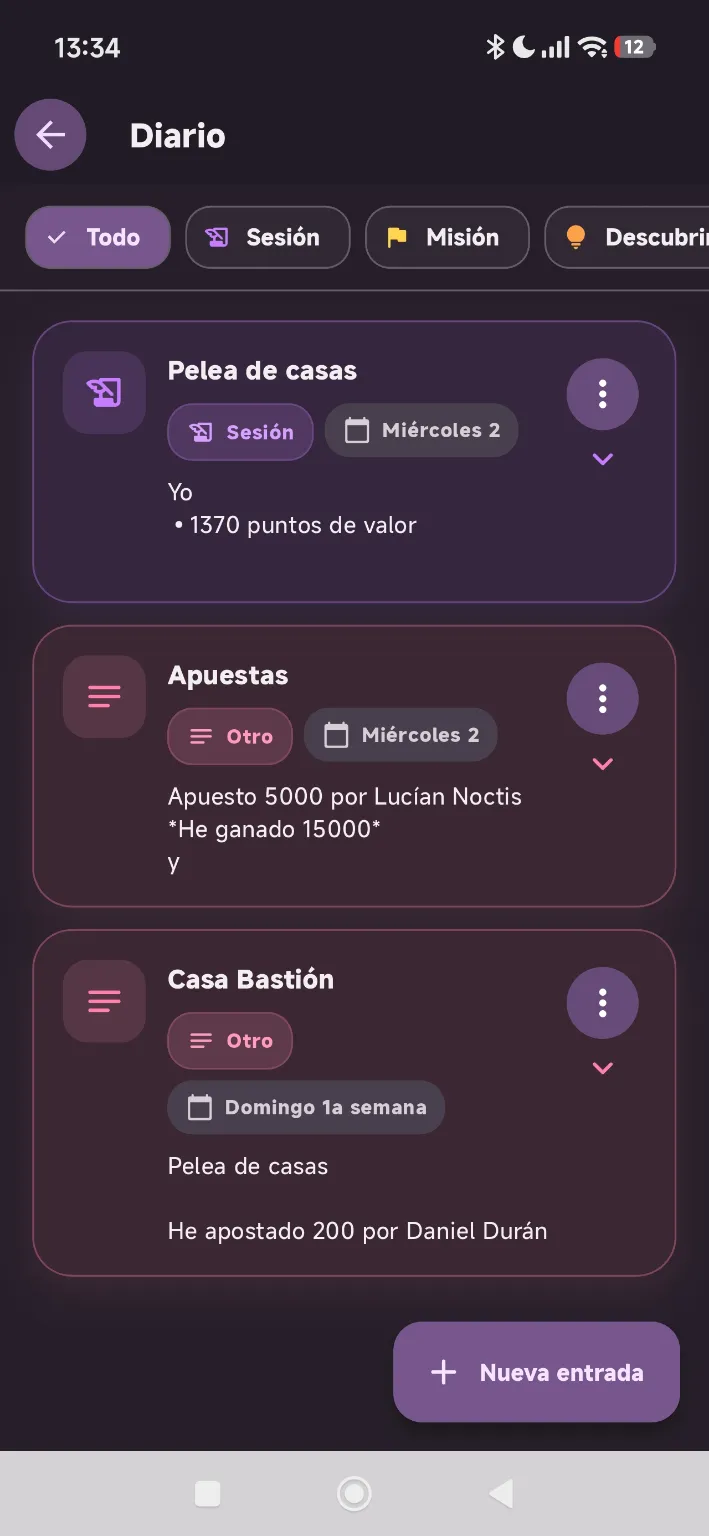 13:34
12
Diario
Todo
Sesión
Misión
Descubri
Pelea de casas
Sesión
Miércoles 2
Yo
• 1370 puntos de valor
Apuestas
Otro
Miércoles 2
Apuesto 5000 por Lucían Noctis
*He ganado 15000*
y
Casa Bastión
Otro
Domingo 1a semana
Pelea de casas
He apostado 200 por Daniel Durán
+ Nueva entrada